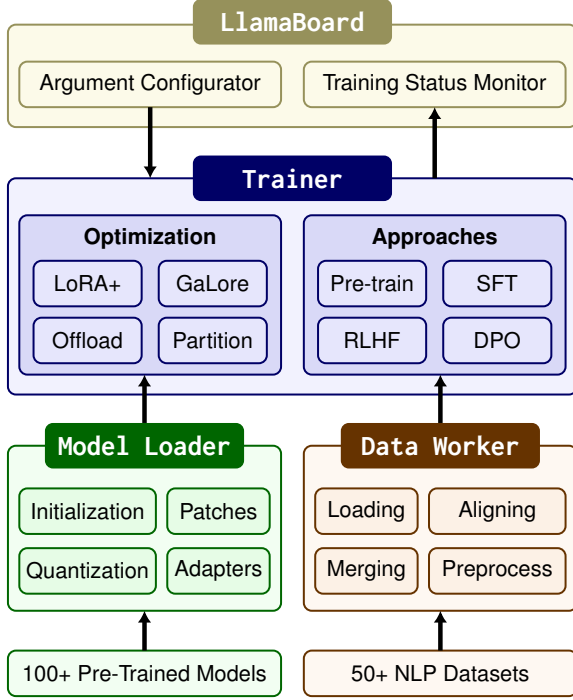 LlamaBoard
Argument Configurator
Training Status Monitor
Trainer
Optimization
LoRA+
GaLore
Offload
Partition
Approaches
Pre-train
SFT
RLHF
DPO
Model Loader
Initialization
Patches
Quantization
Adapters
Data Worker
Loading
Aligning
Merging
Preprocess
100+ Pre-Trained Models
50+ NLP Datasets